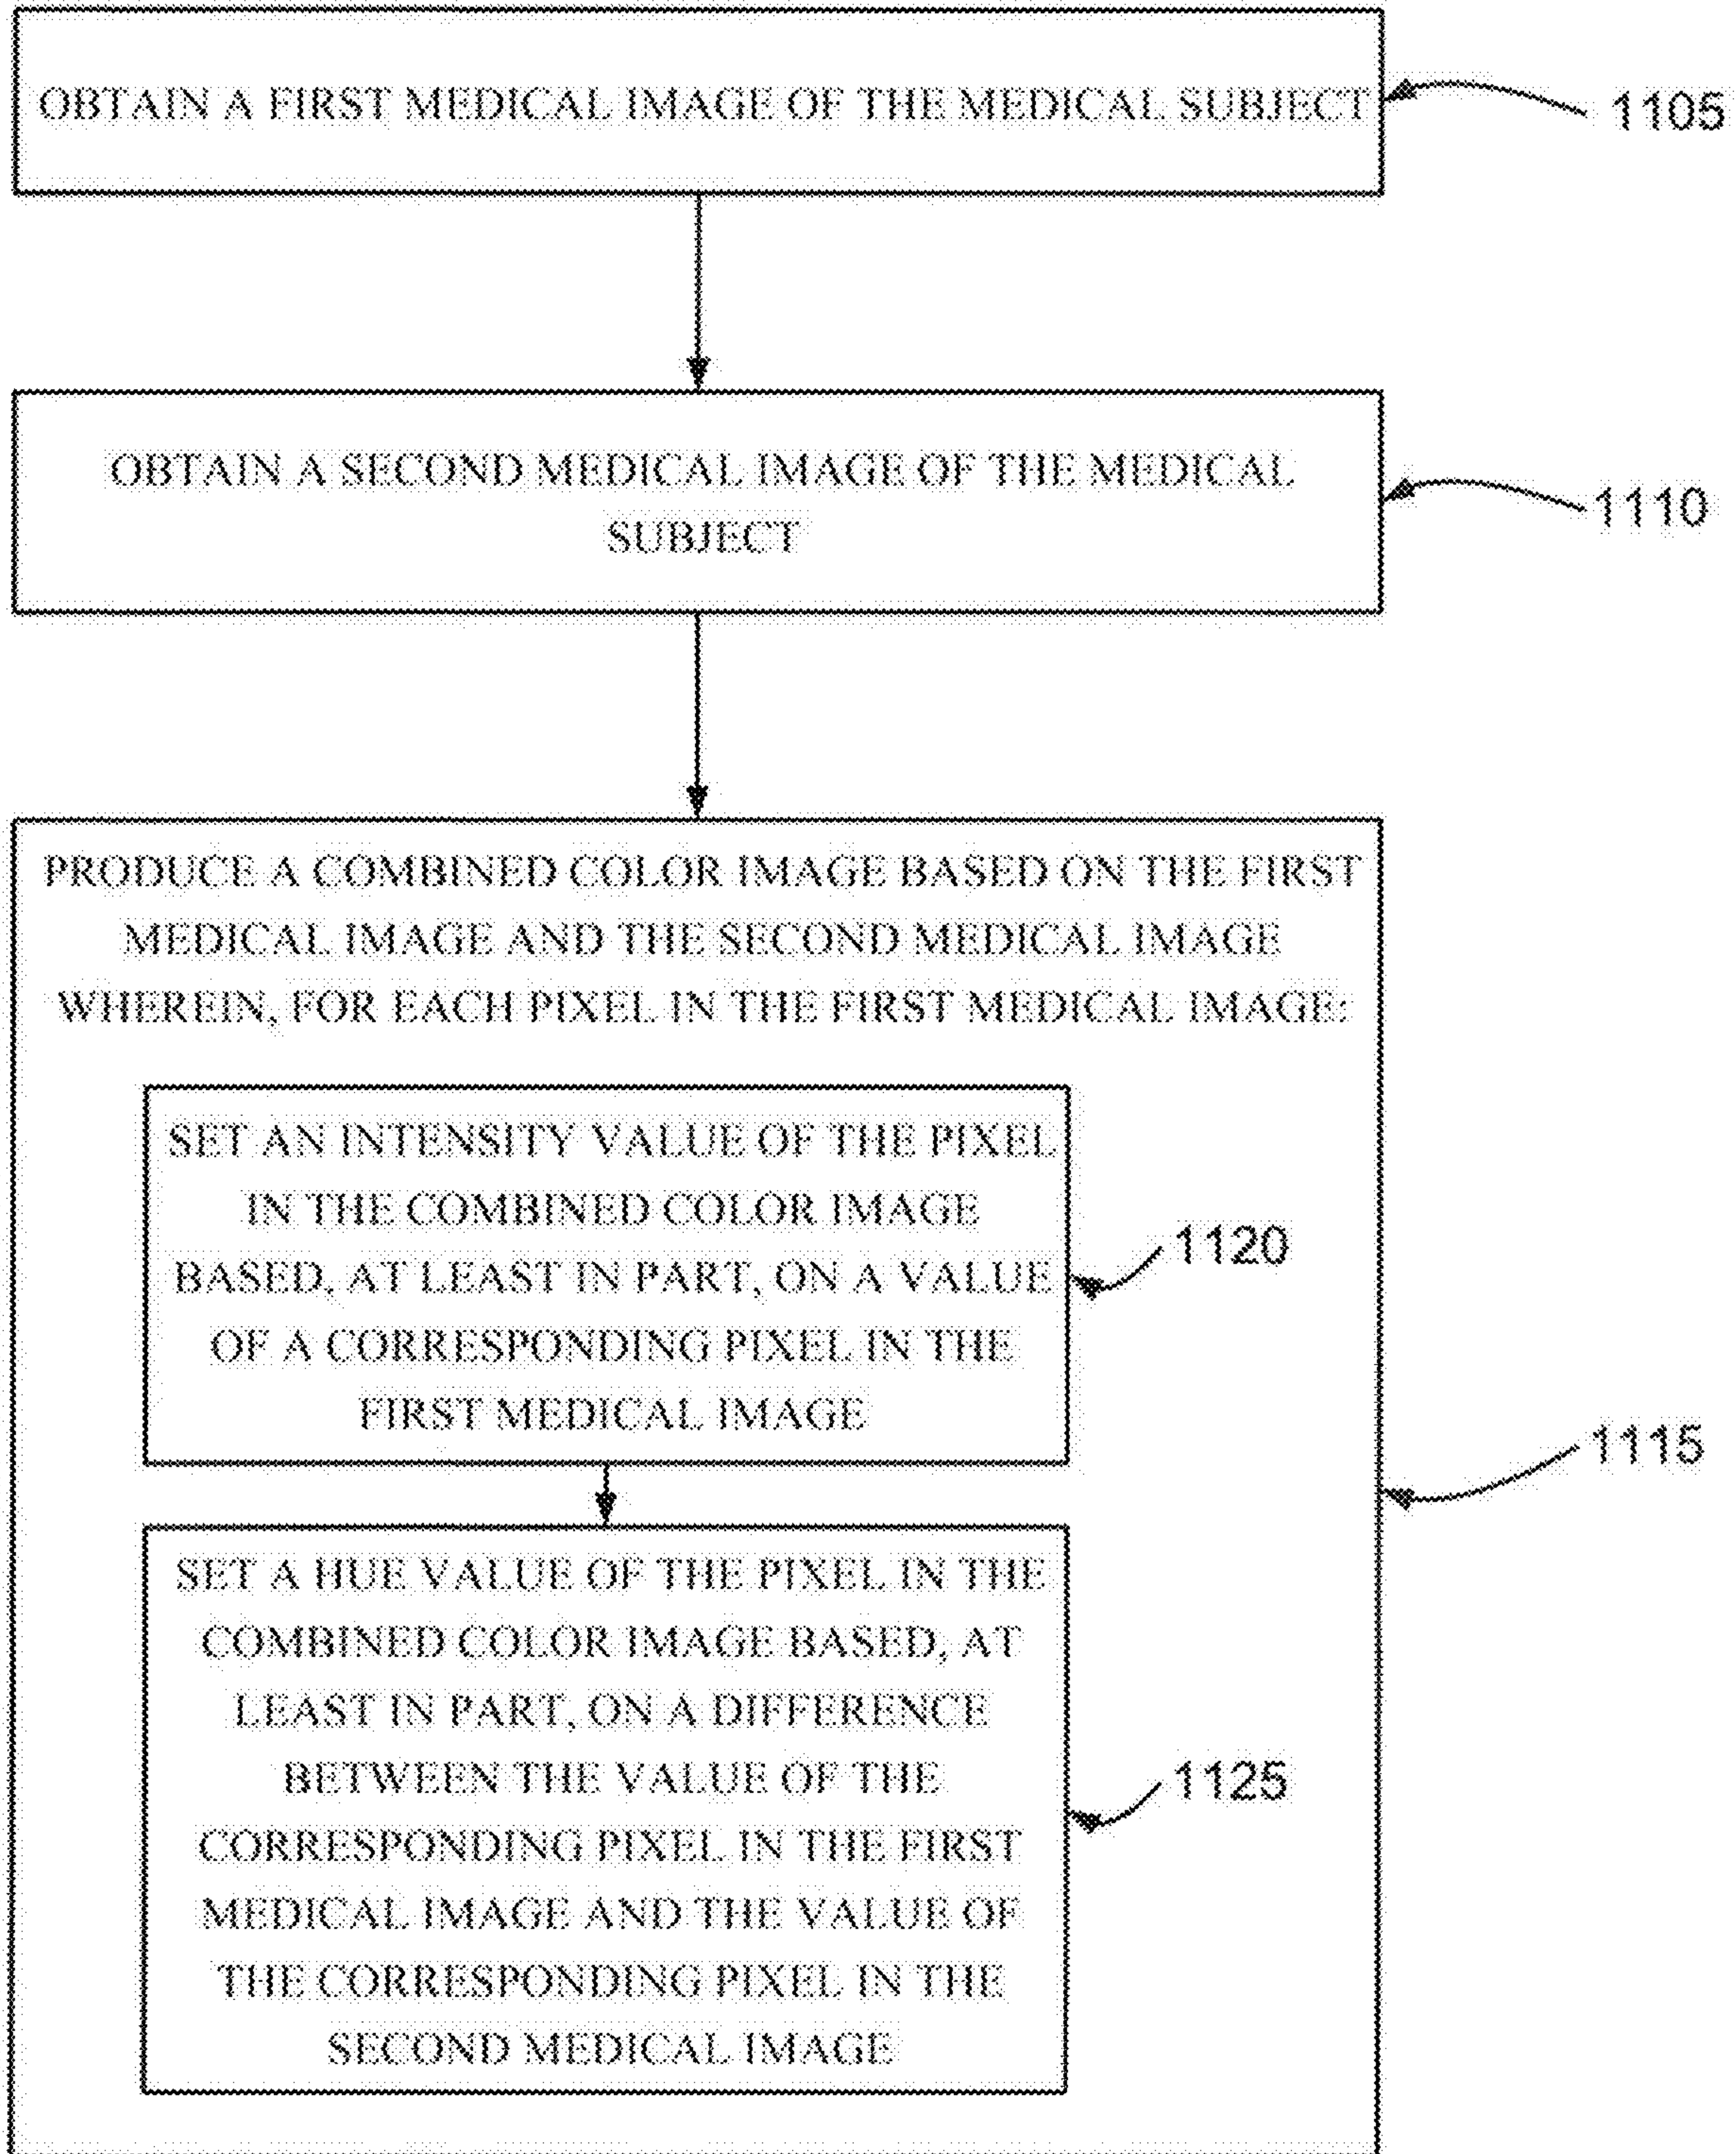 OBTAIN A FIRST MEDICAL IMAGE OF THE MEDICAL SUBJECT
1105
OBTAIN A SECOND MEDICAL IMAGE OF THE MEDICAL
SUBJECT
1110
PRODUCE A COMBINED COLOR IMAGE BASED ON THE FIRST
MEDICAL IMAGE AND THE SECOND MEDICAL IMAGE
WHEREIN, FOR EACH PIXEL IN THE FIRST MEDICAL IMAGE:
SET AN INTENSITY VALUE OF THE PIXEL
IN THE COMBINED COLOR IMAGE
BASED, AT LEAST IN PART, ON A VALUE
OF A CORRESPONDING PIXEL IN THE
FIRST MEDICAL IMAGE
1120
1115
SET A HUE VALUE OF THE PIXEL IN THE
COMBINED COLOR IMAGE BASED, AT
LEAST IN PART, ON A DIFFERENCE
BETWEEN THE VALUE OF THE
CORRESPONDING PIXEL IN THE FIRST
MEDICAL IMAGE AND THE VALUE OF
THE CORRESPONDING PIXEL IN THE
SECOND MEDICAL IMAGE
1125